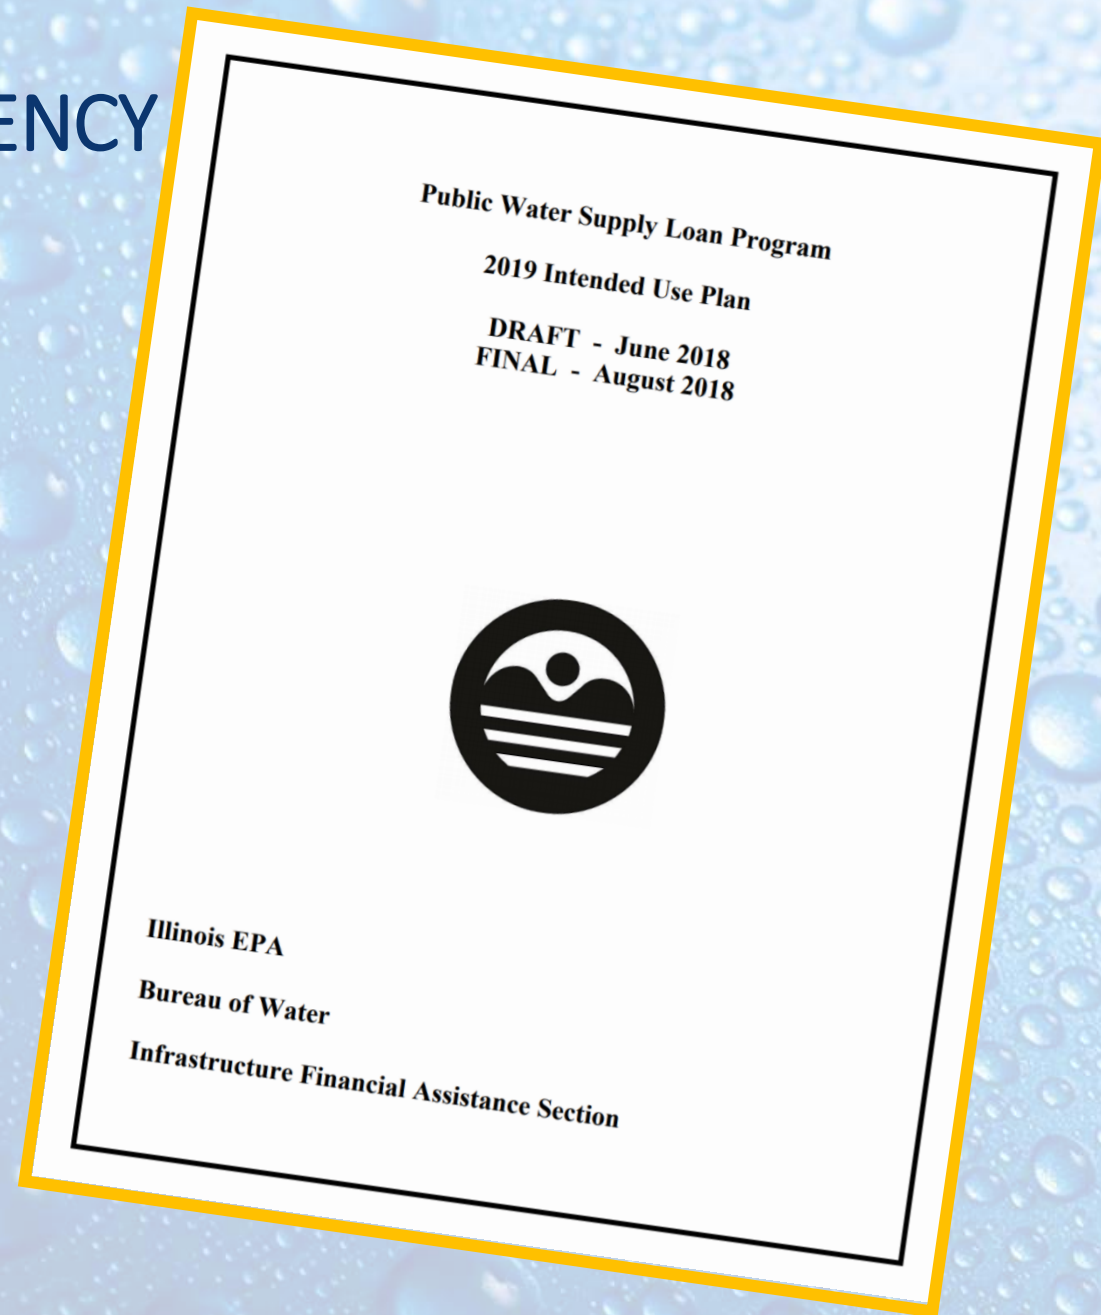 ENCY
Public Water Supply Loan Program
2019 Intended Use Plan
DRAFT - June 2018
FINAL - August 2018
Illinois EPA
Bureau of Water
Infrastructure Financial Assistance Section